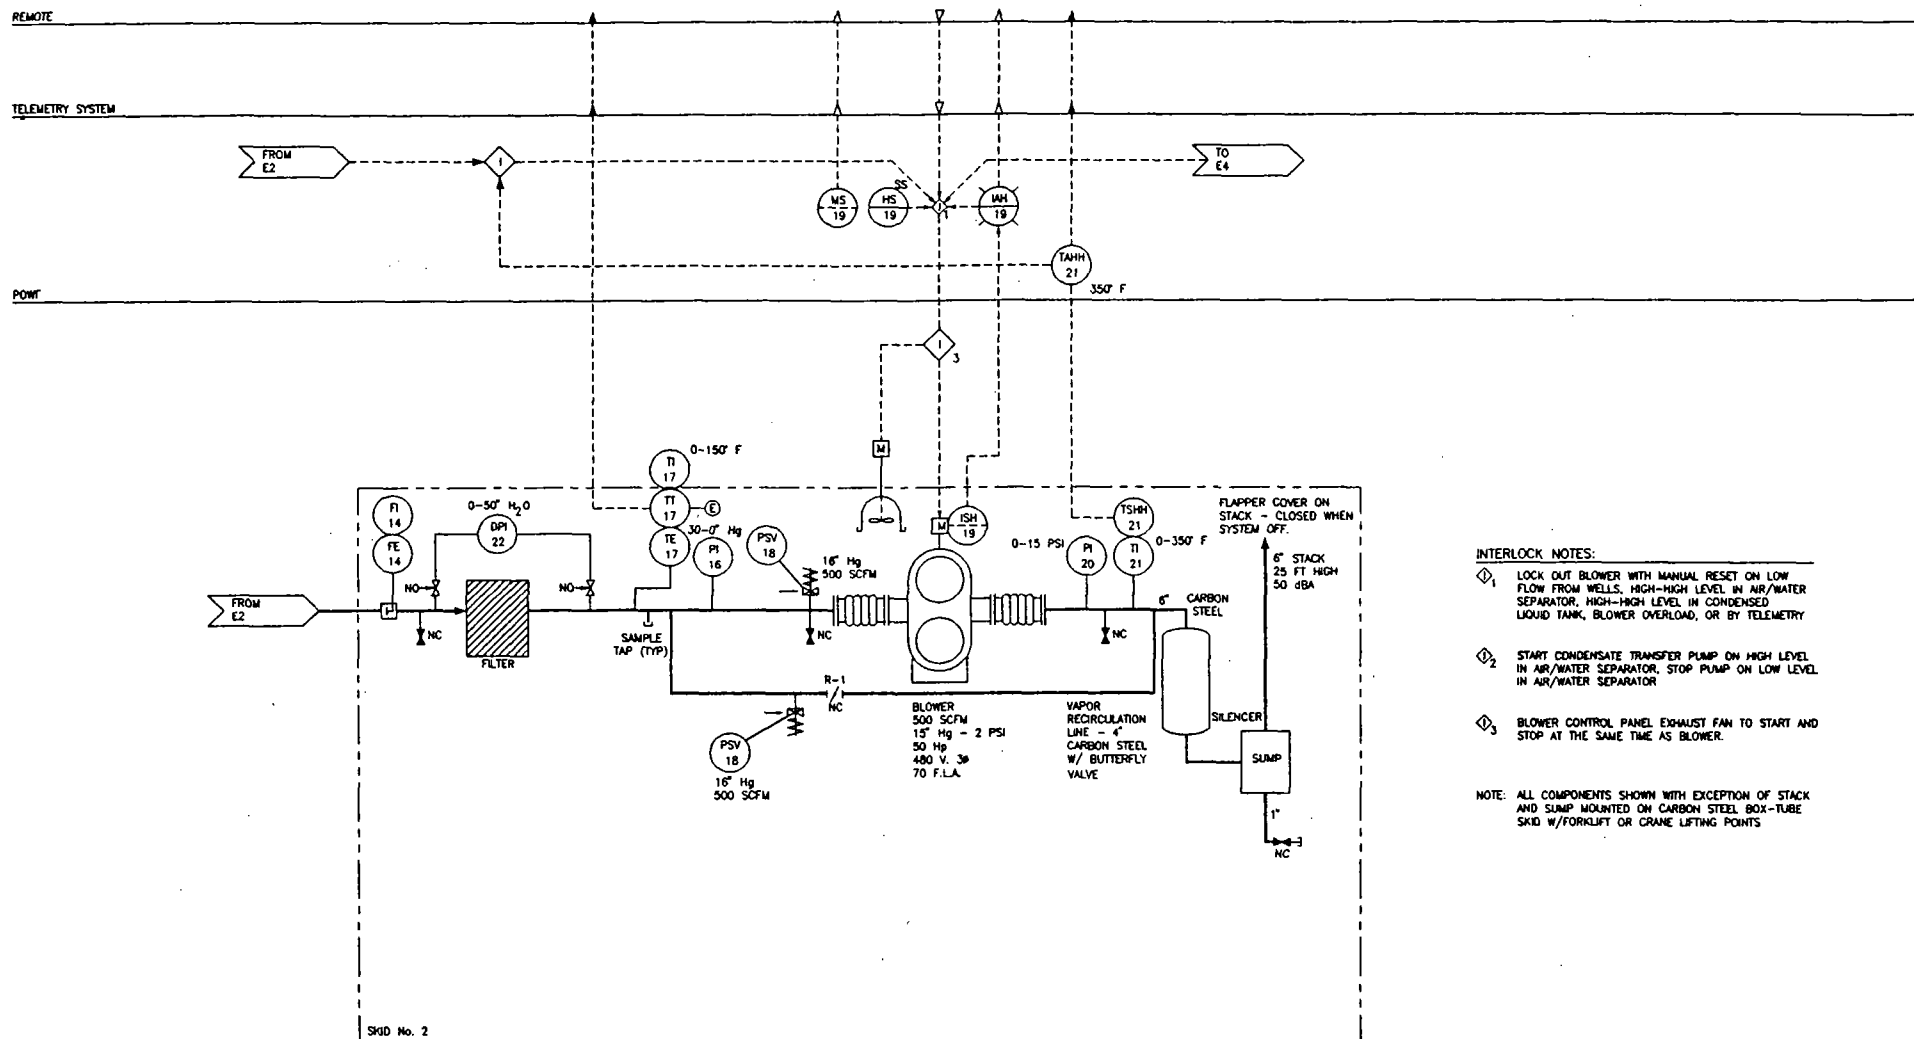 REMOTE
TELEMETRY SYSTEM
FROM
E2
I
TO
E4
MS
19
SS
HS
19
I
1
IAH
19
TAHH
21
350° F
POWT
I
3
M
TI
17
0-150° F
TT
17
E
TE
17
30-0" Hg
PI
16
FI
14
FE
14
0-50" H2O
DPI
22
NO
NO
PSV
18
16" Hg
500 SCFM
M
ISH
19
0-15 PSI
PI
20
TSHH
21
TI
21
0-350° F
FLAPPER COVER ON
STACK - CLOSED WHEN
SYSTEM OFF.
6" STACK
25 FT HIGH
50 dBA
FROM
E2
NC
FILTER
SAMPLE
TAP (TYP)
NC
NC
6"
CARBON
STEEL
R-1
NC
PSV
18
16" Hg
500 SCFM
BLOWER
500 SCFM
15" Hg - 2 PSI
50 Hp
480 V. 3ø
70 F.L.A.
VAPOR
RECIRCULATION
LINE - 4"
CARBON STEEL
W/ BUTTERFLY
VALVE
SILENCER
SUMP
1"
NC
SKID No. 2
INTERLOCK NOTES:
I 1 LOCK OUT BLOWER WITH MANUAL RESET ON LOW
FLOW FROM WELLS, HIGH-HIGH LEVEL IN AIR/WATER
SEPARATOR, HIGH-HIGH LEVEL IN CONDENSED
LIQUID TANK, BLOWER OVERLOAD, OR BY TELEMETRY
I 2 START CONDENSATE TRANSFER PUMP ON HIGH LEVEL
IN AIR/WATER SEPARATOR, STOP PUMP ON LOW LEVEL
IN AIR/WATER SEPARATOR
I 3 BLOWER CONTROL PANEL EXHAUST FAN TO START AND
STOP AT THE SAME TIME AS BLOWER.
NOTE: ALL COMPONENTS SHOWN WITH EXCEPTION OF STACK
AND SUMP MOUNTED ON CARBON STEEL BOX-TUBE
SKID W/FORKLIFT OR CRANE LIFTING POINTS